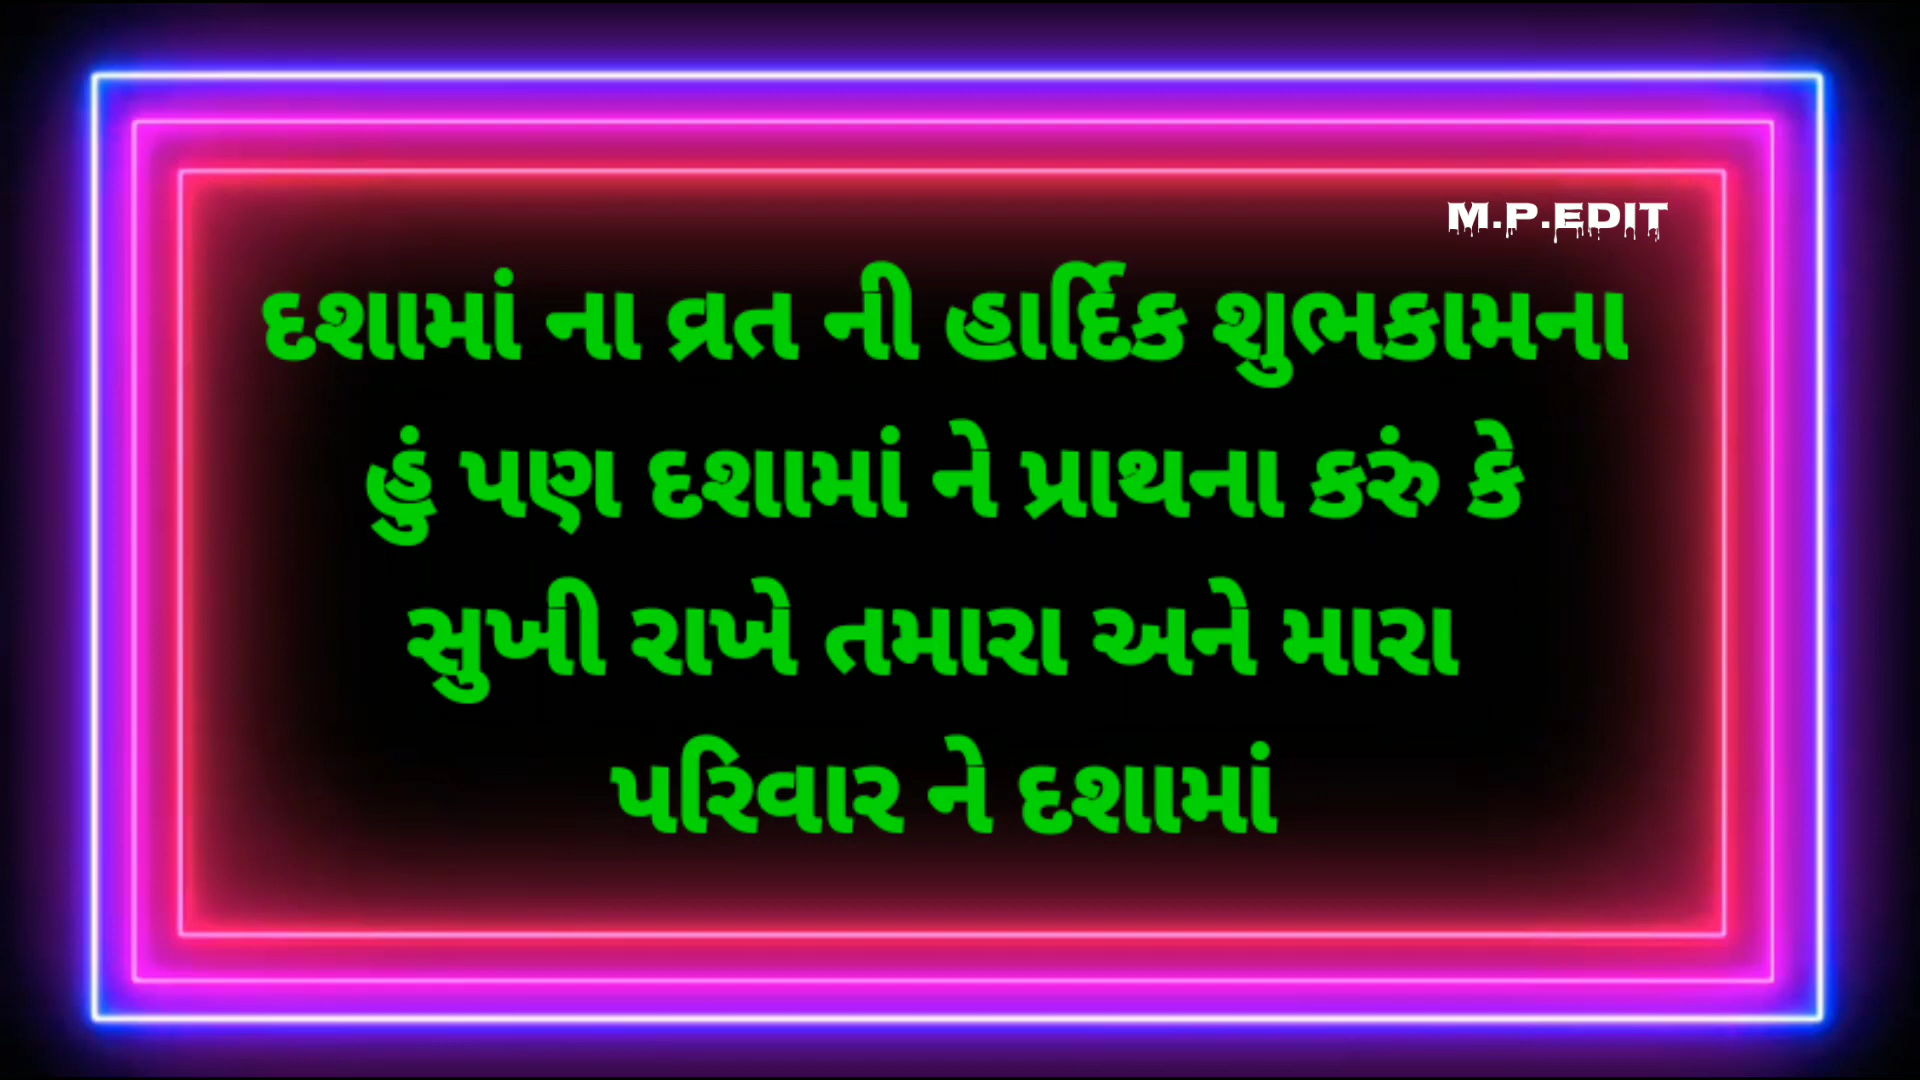 M.P.EDIT
દશામાં ના વ્રત ની હાર્દિક શુભકામના
હું પણ દશામાં ને પ્રાથના કરું કે
સુખી રાખે તમારા અને મારા
પરિવાર ને દશામાં